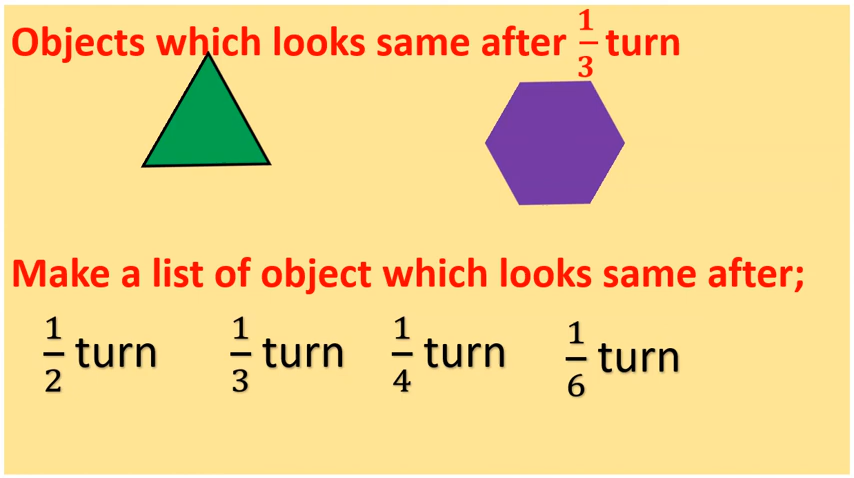 Objects which looks same after 1/3 turn
Make a list of object which looks same after;
1/2 turn 1/3 turn 1/4 turn 1/6 turn